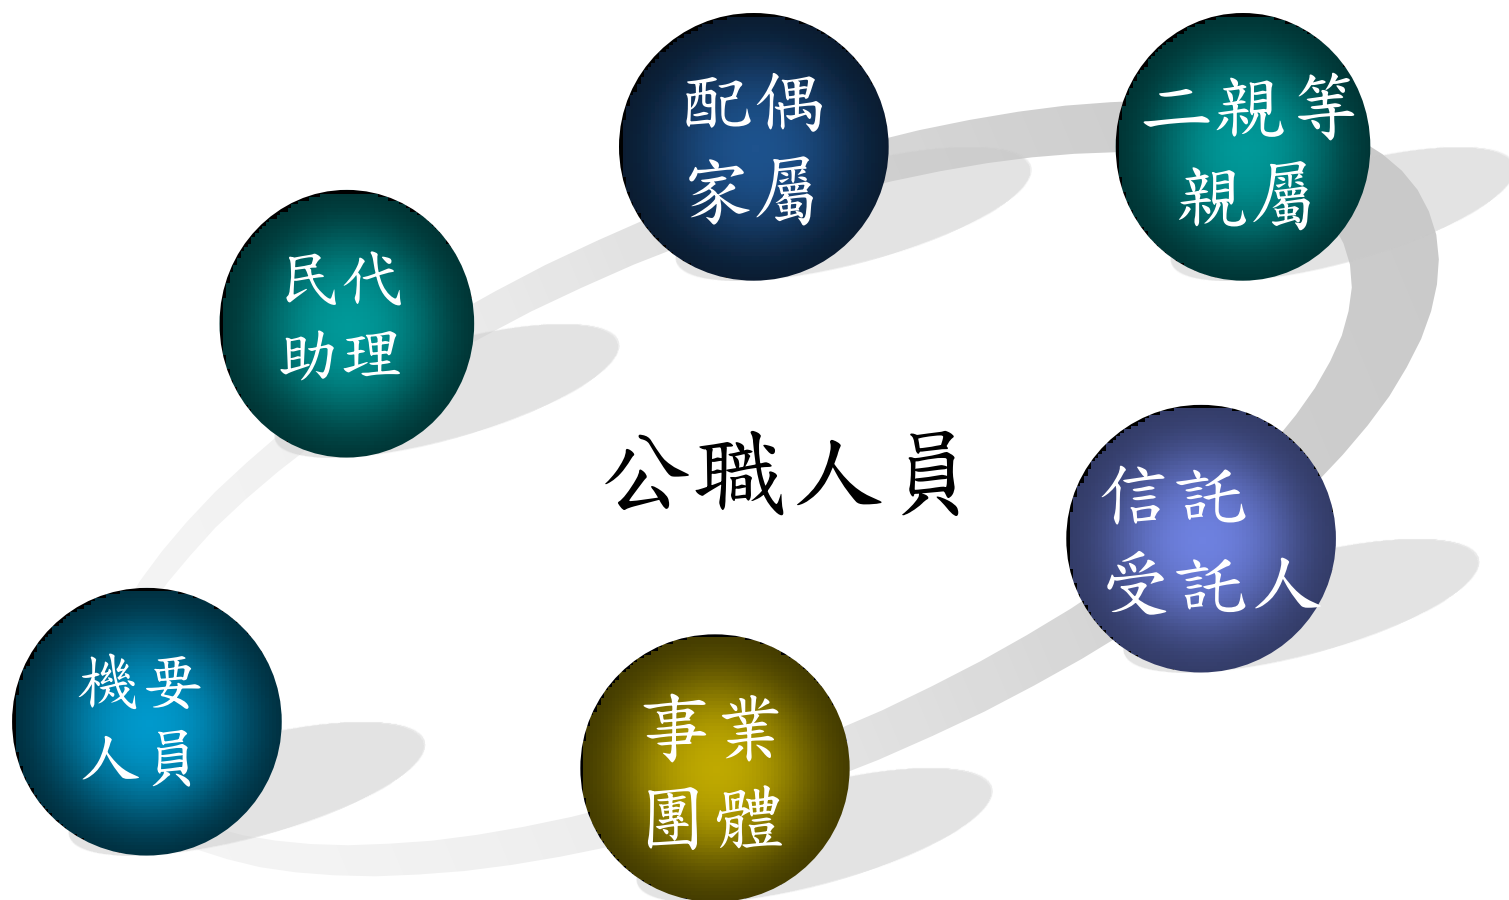 配偶
家屬
二親等
親屬
民代
助理
公職人員
信託
受託人
機要
人員
事業
團體